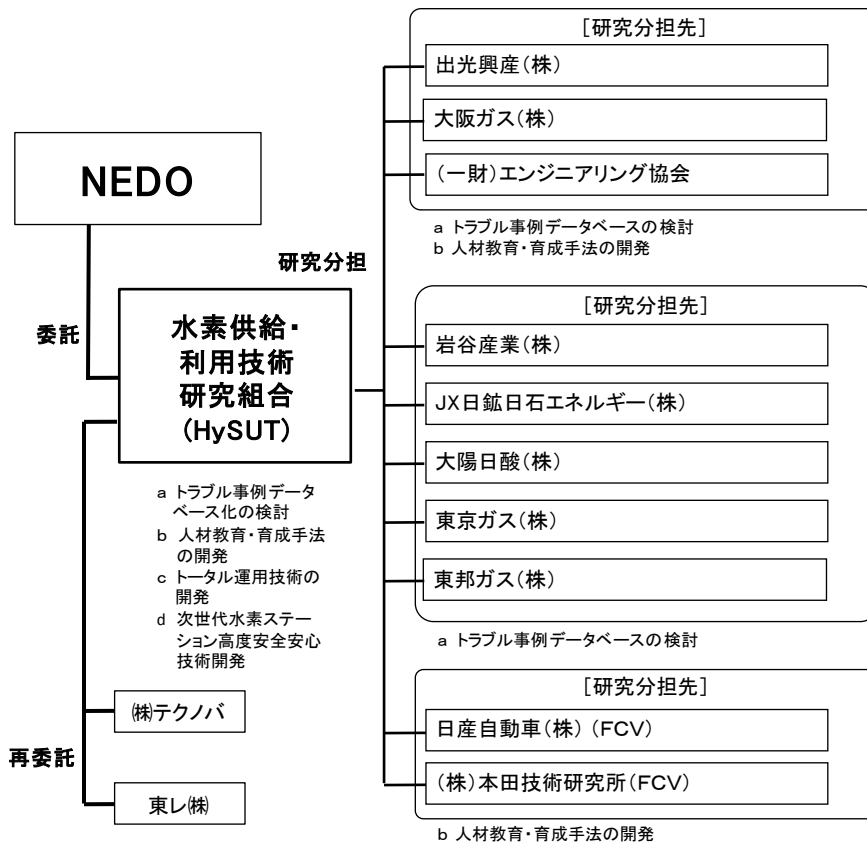 NEDO
委託
水素供給・
利用技術
研究組合
(HySUT)
a トラブル事例データ
ベース化の検討
b 人材教育・育成手法
の開発
c トータル運用技術の
開発
d 次世代水素ステー
ション高度安全安心
技術開発
再委託
㈱テクノバ
東レ㈱
研究分担
[研究分担先]
出光興産(株)
大阪ガス(株)
(一財)エンジニアリング協会
a トラブル事例データベースの検討
b 人材教育・育成手法の開発
[研究分担先]
岩谷産業(株)
JX日鉱日石エネルギー(株)
大陽日酸(株)
東京ガス(株)
東邦ガス(株)
a トラブル事例データベースの検討
[研究分担先]
日産自動車(株) (FCV)
(株)本田技術研究所(FCV)
b 人材教育・育成手法の開発